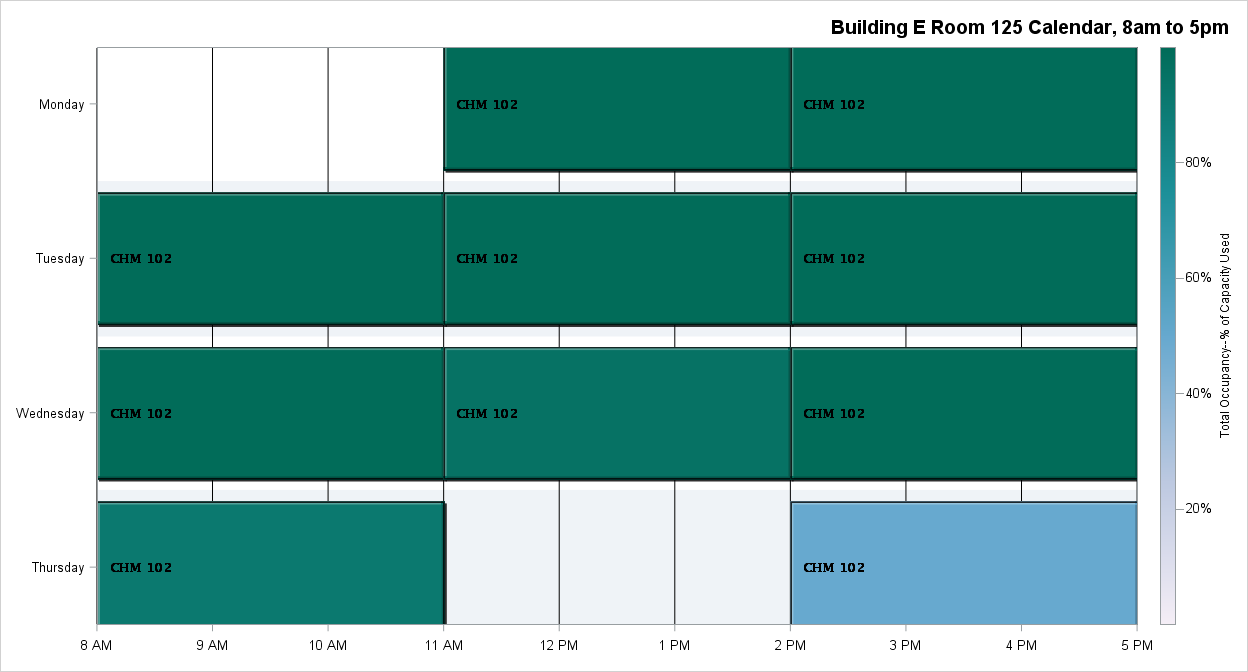 Building E Room 125 Calendar, 8am to 5pm
Monday
CHM 102
CHM 102
Tuesday
CHM 102
CHM 102
CHM 102
Wednesday
CHM 102
CHM 102
CHM 102
Thursday
CHM 102
CHM 102
8 AM
9 AM
10 AM
11 AM
12 PM
1 PM
2 PM
3 PM
4 PM
5 PM
80%
60%
40%
20%
Total Occupancy--% of Capacity Used